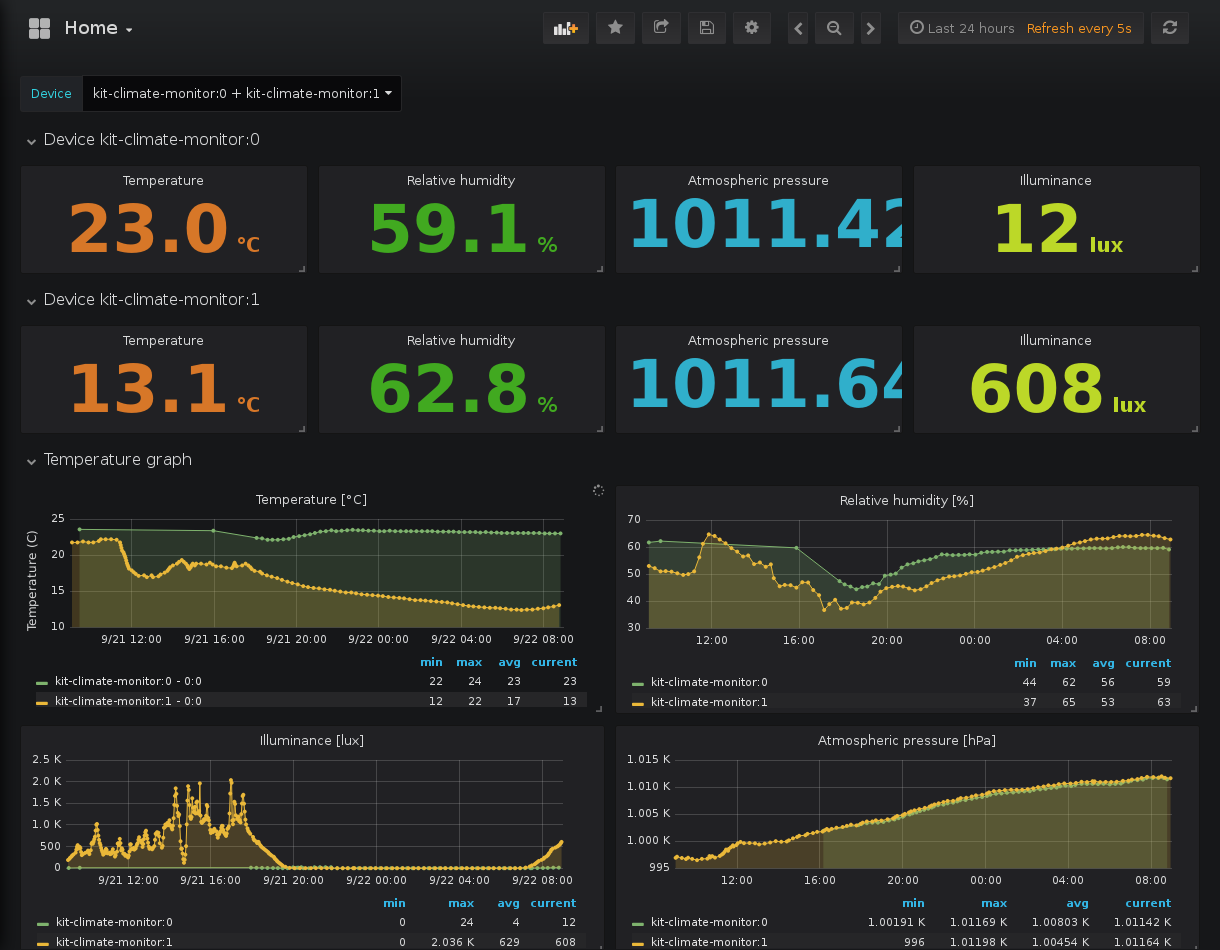 Home
Last 24 hours Refresh every 5s
Device kit-climate-monitor:0 + kit-climate-monitor:1
Device kit-climate-monitor:0
Temperature Relative humidity Atmospheric pressure Illuminance
23.0 °C 59.1 % 1011.42 12 lux
Device kit-climate-monitor:1
Temperature Relative humidity Atmospheric pressure Illuminance
13.1 °C 62.8 % 1011.64 608 lux
Temperature graph
Temperature [°C]
Temperature (C)
25
20
15
10
9/21 12:00 9/21 16:00 9/21 20:00 9/22 00:00 9/22 04:00 9/22 08:00
min max avg current
kit-climate-monitor:0 - 0:0 22 24 23 23
kit-climate-monitor:1 - 0:0 12 22 17 13
Relative humidity [%]
70
60
50
40
30
12:00 16:00 20:00 00:00 04:00 08:00
min max avg current
kit-climate-monitor:0 44 62 56 59
kit-climate-monitor:1 37 65 53 63
Illuminance [lux]
2.5 K
2.0 K
1.5 K
1.0 K
500
0
9/21 12:00 9/21 16:00 9/21 20:00 9/22 00:00 9/22 04:00 9/22 08:00
min max avg current
kit-climate-monitor:0 0 24 4 12
kit-climate-monitor:1 0 2.036 K 629 608
Atmospheric pressure [hPa]
1.015 K
1.010 K
1.005 K
1.000 K
995
12:00 16:00 20:00 00:00 04:00 08:00
min max avg current
kit-climate-monitor:0 1.00191 K 1.01169 K 1.00803 K 1.01142 K
kit-climate-monitor:1 996 1.01198 K 1.00454 K 1.01164 K